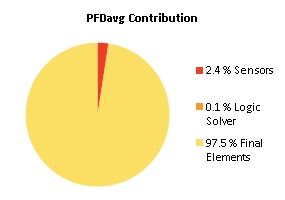 PFDavg Contribution
2.4 % Sensors
0.1 % Logic
Solver
97.5 % Final
Elements